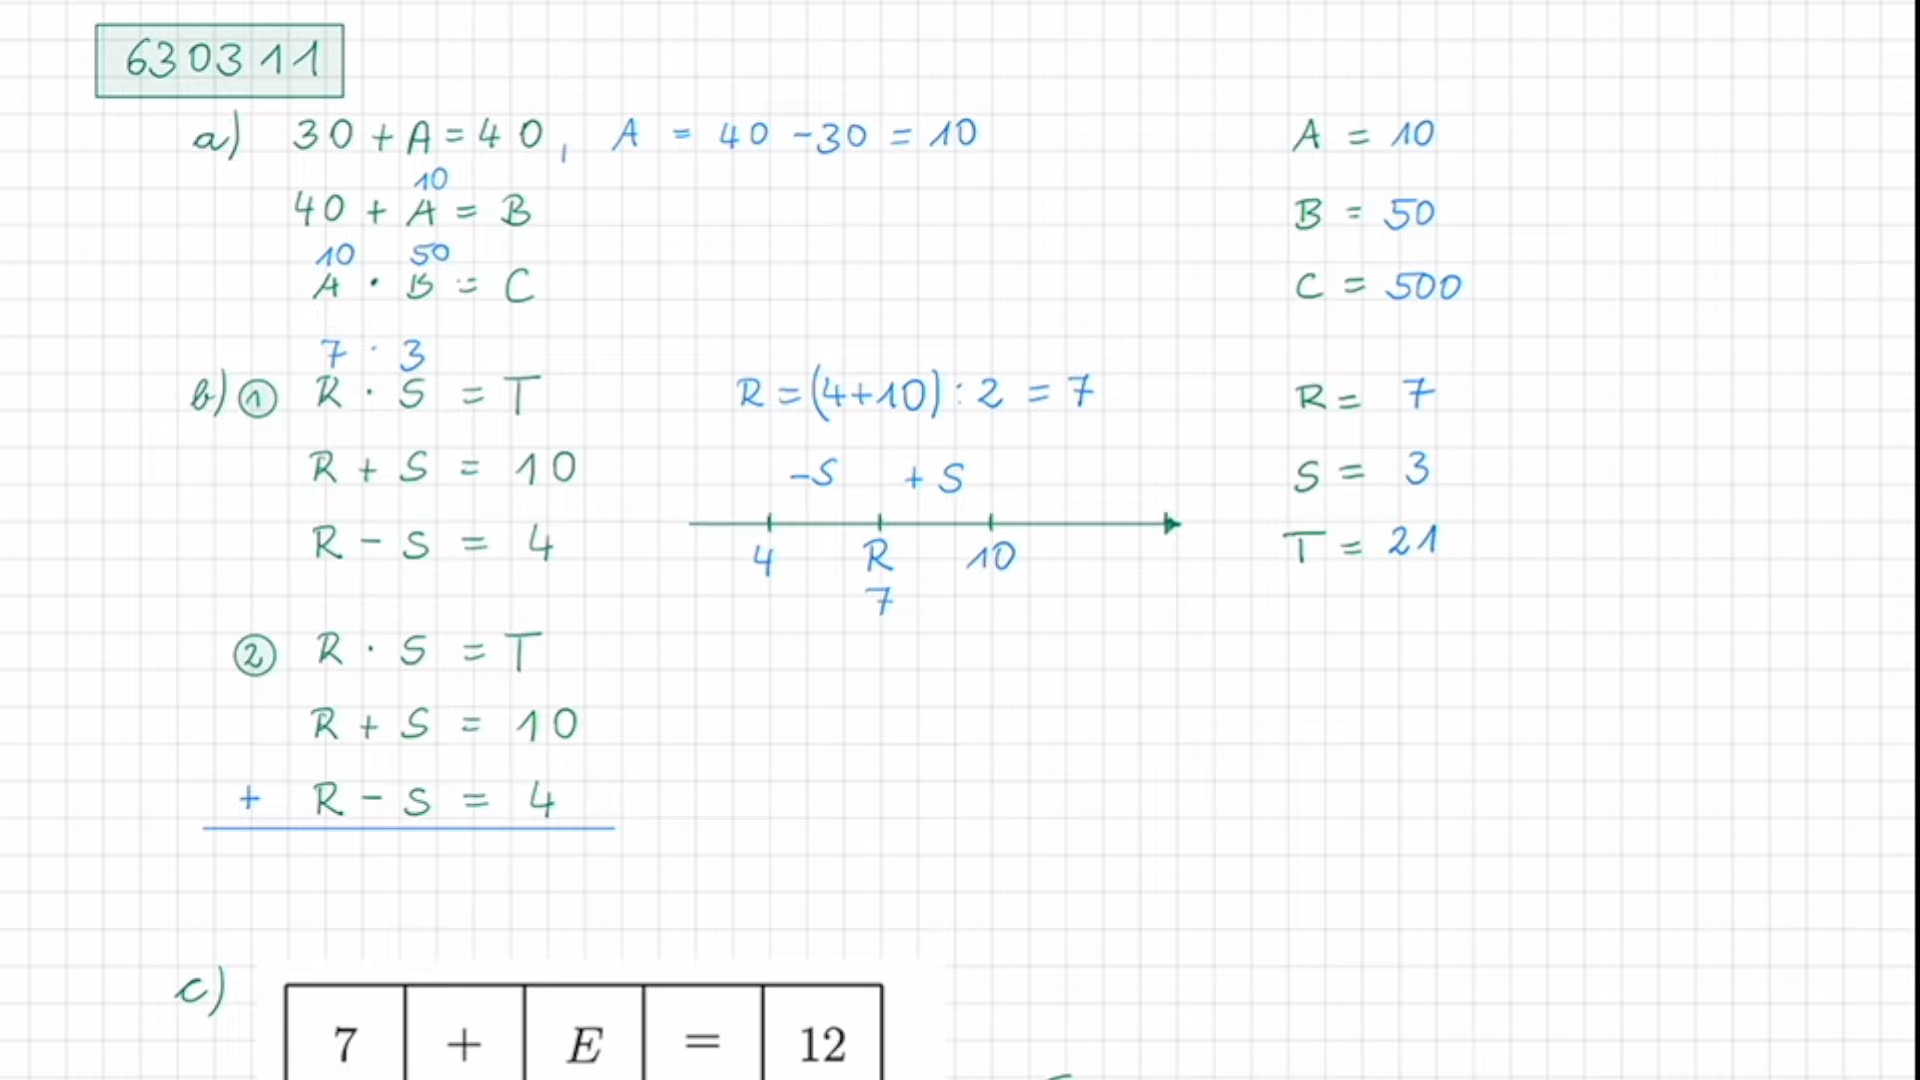 630311
a) 30 + A = 40, A = 40 - 30 = 10 A = 10
10
40 + A = B B = 50
10 50
A · B = C C = 500
7 · 3
b) ① R · S = T R = (4+10) : 2 = 7 R = 7
R + S = 10 -S +S S = 3
R - S = 4 4 R 10 T = 21
7
② R · S = T
R + S = 10
+ R - S = 4
c)
7 + E = 12